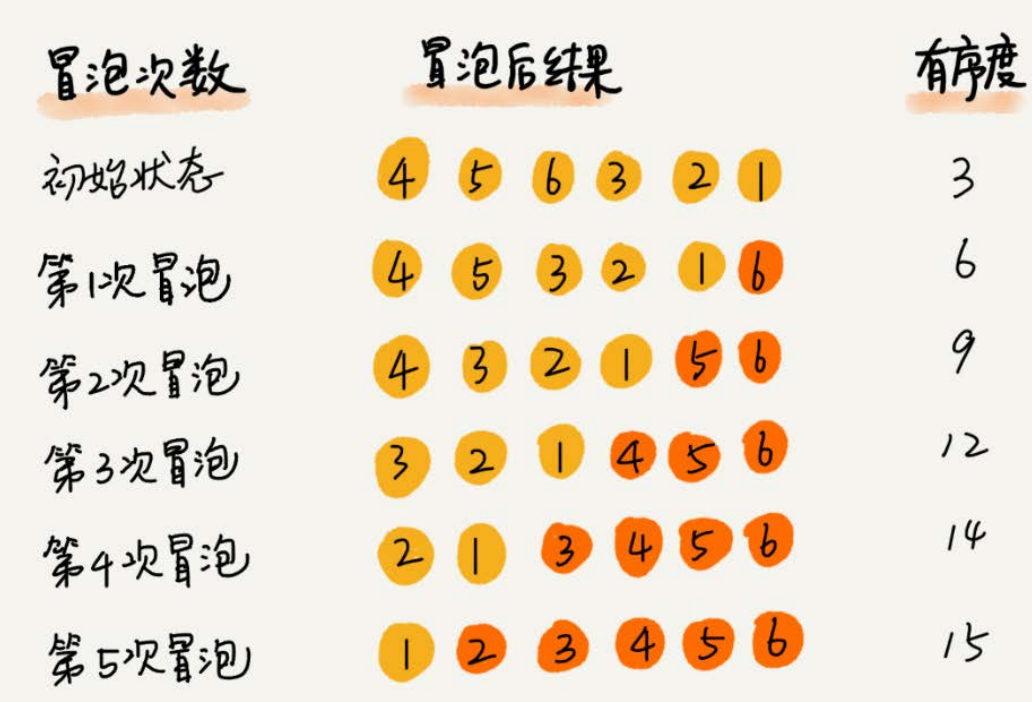 冒泡次数 冒泡后结果 有序度
初始状态 4 5 6 3 2 1 3
第1次冒泡 4 5 3 2 1 6 6
第2次冒泡 4 3 2 1 5 6 9
第3次冒泡 3 2 1 4 5 6 12
第4次冒泡 2 1 3 4 5 6 14
第5次冒泡 1 2 3 4 5 6 15